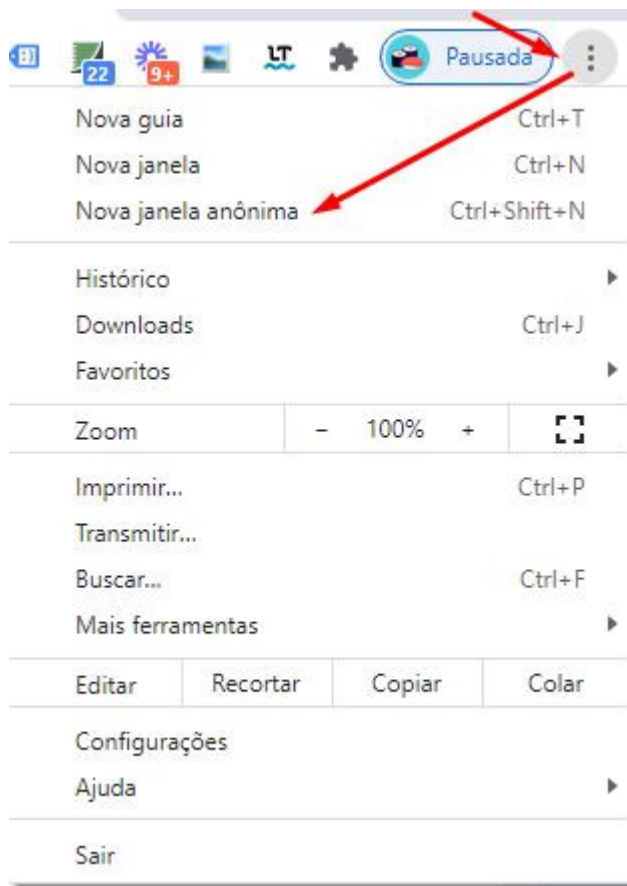 22 9+ LT Pausada
Nova guia Ctrl+T
Nova janela Ctrl+N
Nova janela anônima Ctrl+Shift+N
Histórico
Downloads Ctrl+J
Favoritos
Zoom - 100% +
Imprimir... Ctrl+P
Transmitir...
Buscar... Ctrl+F
Mais ferramentas
Editar Recortar Copiar Colar
Configurações
Ajuda
Sair